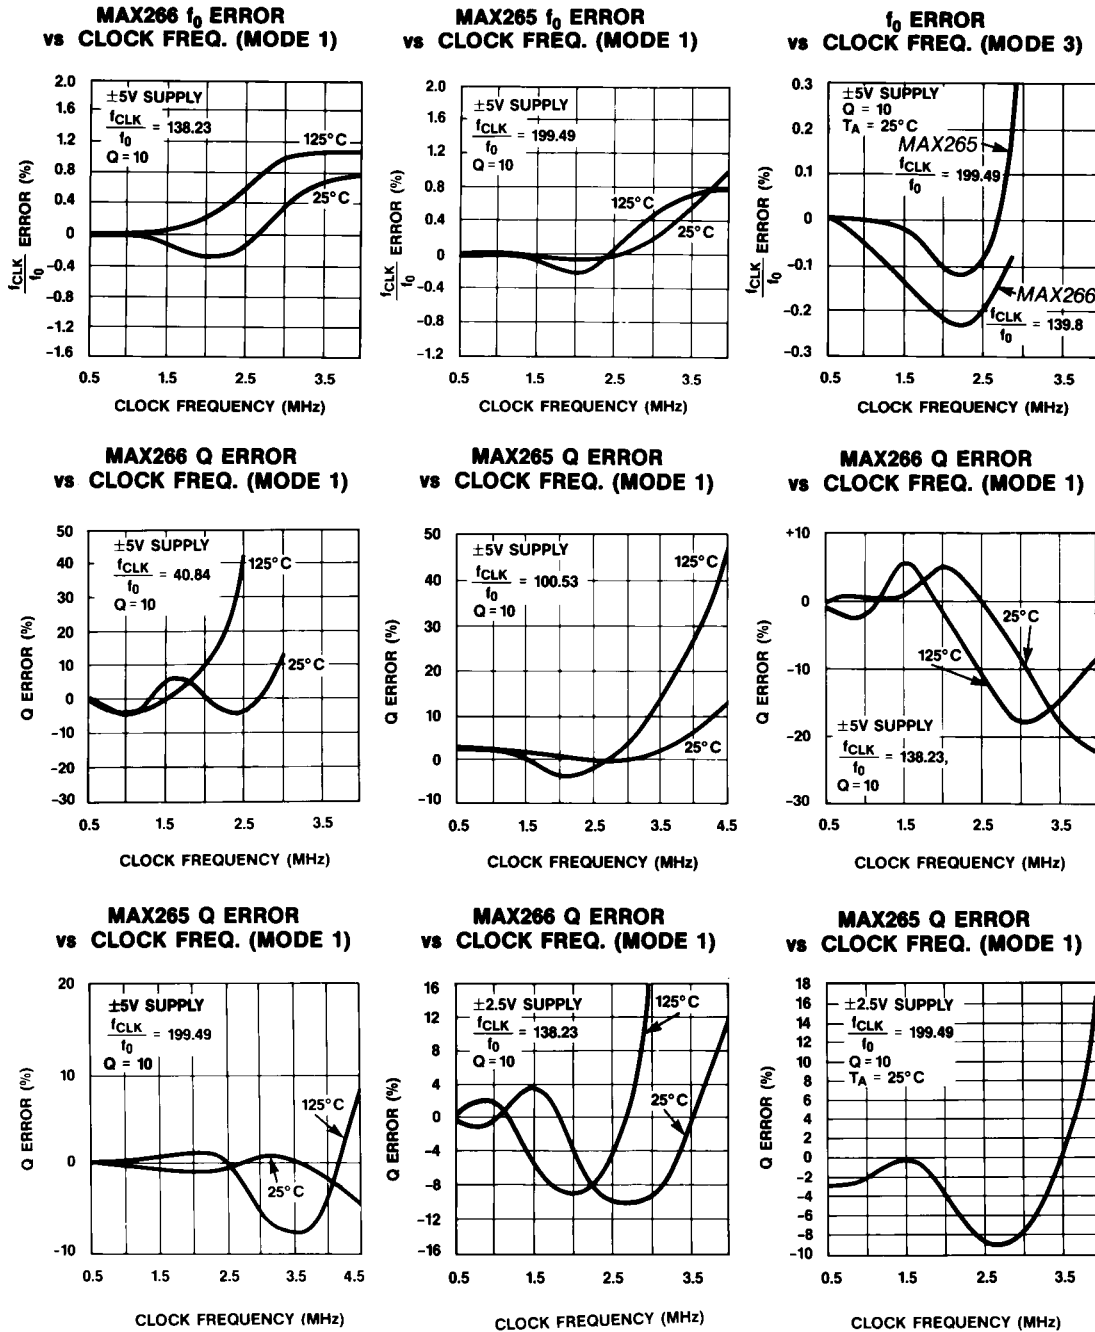 MAX266 f0 ERROR
vs CLOCK FREQ. (MODE 1)
2.0
1.6
1.2
0.8
0.4
0
−0.4
−0.8
−1.2
−1.6
fCLK
f0
ERROR (%)
±5V SUPPLY
fCLK
f0
= 138.23
Q = 10
125°C
25°C
0.5
1.5
2.5
3.5
CLOCK FREQUENCY (MHz)
MAX265 f0 ERROR
vs CLOCK FREQ. (MODE 1)
2.0
1.6
1.2
0.8
0.4
0
−0.4
−0.8
−1.2
fCLK
f0
ERROR (%)
±5V SUPPLY
fCLK
f0
= 199.49
Q = 10
125°C
25°C
0.5
1.5
2.5
3.5
CLOCK FREQUENCY (MHz)
f0 ERROR
vs CLOCK FREQ. (MODE 3)
0.3
0.2
0.1
0
−0.1
−0.2
−0.3
fCLK
f0
ERROR (%)
±5V SUPPLY
Q = 10
TA = 25°C
MAX265
fCLK
f0
= 199.49
MAX266
fCLK
f0
= 139.8
0.5
1.5
2.5
3.5
CLOCK FREQUENCY (MHz)
MAX266 Q ERROR
vs CLOCK FREQ. (MODE 1)
50
40
30
20
10
0
−10
−20
−30
Q ERROR (%)
±5V SUPPLY
fCLK
f0
= 40.84
Q = 10
125°C
25°C
0.5
1.5
2.5
3.5
CLOCK FREQUENCY (MHz)
MAX265 Q ERROR
vs CLOCK FREQ. (MODE 1)
50
40
30
20
10
0
−10
Q ERROR (%)
±5V SUPPLY
fCLK
f0
= 100.53
Q = 10
125°C
25°C
0.5
1.5
2.5
3.5
4.5
CLOCK FREQUENCY (MHz)
MAX266 Q ERROR
vs CLOCK FREQ. (MODE 1)
+10
0
−10
−20
−30
Q ERROR (%)
25°C
125°C
±5V SUPPLY
fCLK
f0
= 138.23,
Q = 10
0.5
1.5
2.5
3.5
CLOCK FREQUENCY (MHz)
MAX265 Q ERROR
vs CLOCK FREQ. (MODE 1)
20
10
0
−10
Q ERROR (%)
±5V SUPPLY
fCLK
f0
= 199.49
Q = 10
125°C
25°C
0.5
1.5
2.5
3.5
4.5
CLOCK FREQUENCY (MHz)
MAX266 Q ERROR
vs CLOCK FREQ. (MODE 1)
16
12
8
4
0
−4
−8
−12
−16
Q ERROR (%)
±2.5V SUPPLY
fCLK
f0
= 138.23
Q = 10
125°C
25°C
0.5
1.5
2.5
3.5
CLOCK FREQUENCY (MHz)
MAX265 Q ERROR
vs CLOCK FREQ. (MODE 1)
18
16
14
12
10
8
6
4
2
0
−2
−4
−6
−8
−10
Q ERROR (%)
±2.5V SUPPLY
fCLK
f0
= 199.49
Q = 10
TA = 25°C
0.5
1.5
2.5
3.5
CLOCK FREQUENCY (MHz)